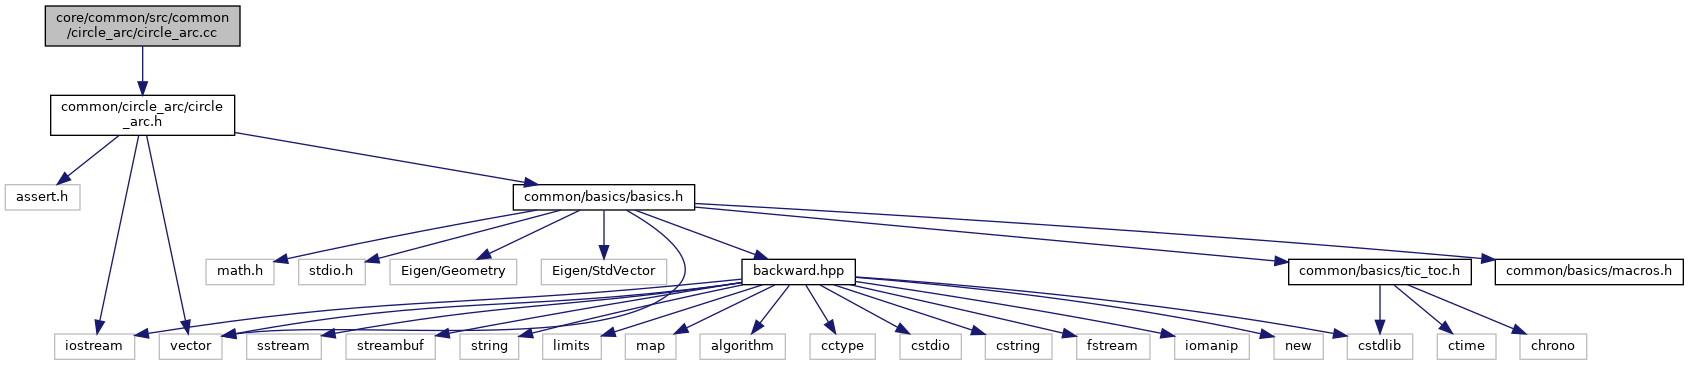 core/common/src/common
/circle_arc/circle_arc.cc
common/circle_arc/circle
_arc.h
assert.h
common/basics/basics.h
math.h
stdio.h
Eigen/Geometry
Eigen/StdVector
backward.hpp
common/basics/tic_toc.h
common/basics/macros.h
iostream
vector
sstream
streambuf
string
limits
map
algorithm
cctype
cstdio
cstring
fstream
iomanip
new
cstdlib
ctime
chrono